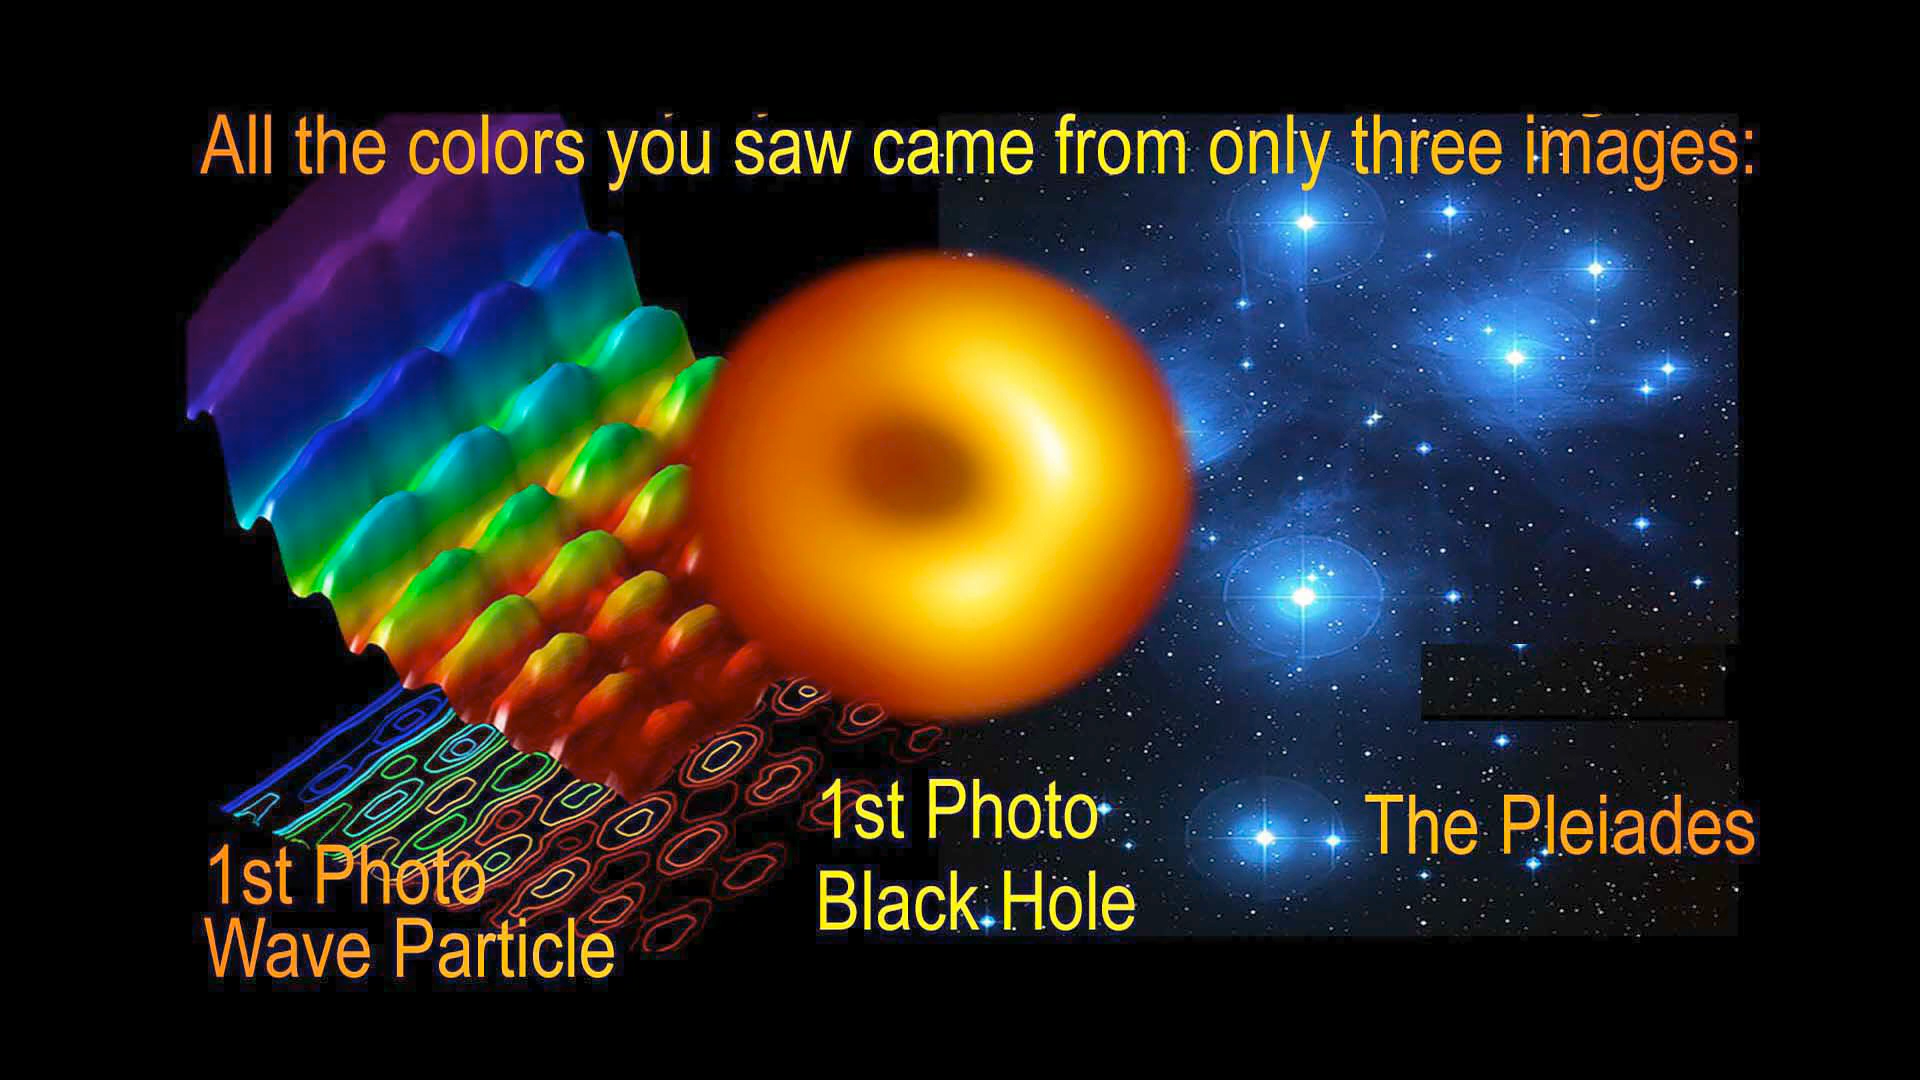 All the colors you saw came from only three images:
1st Photo
Wave Particle
1st Photo
Black Hole
The Pleiades